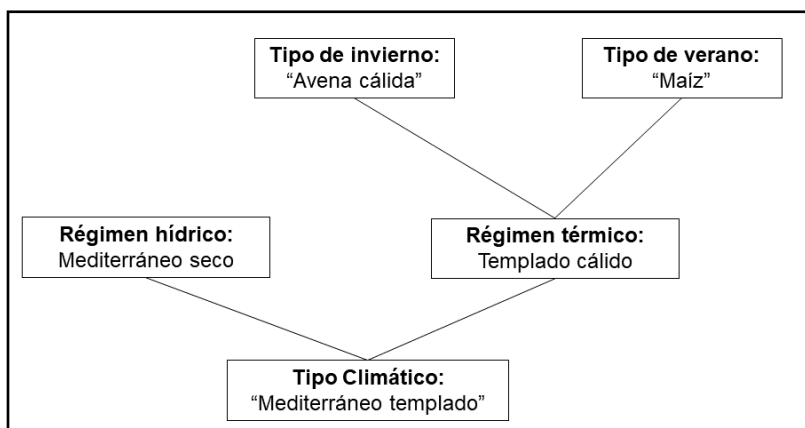 Tipo de invierno:
“Avena cálida”
Tipo de verano:
“Maíz”
Régimen hídrico:
Mediterráneo seco
Régimen térmico:
Templado cálido
Tipo Climático:
“Mediterráneo templado”